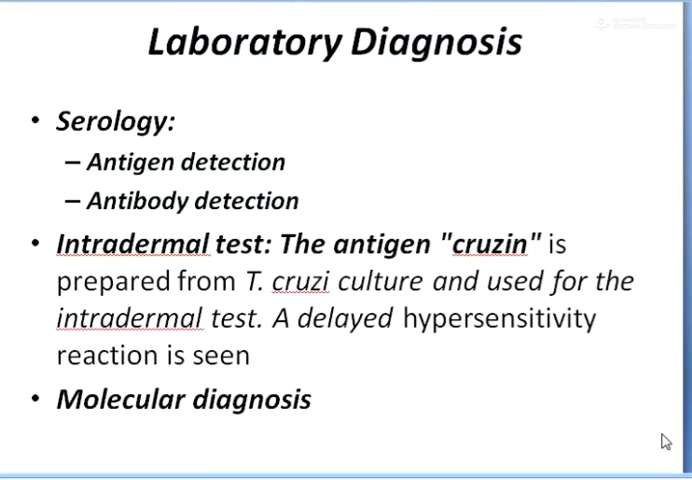 Laboratory Diagnosis
• Serology:
– Antigen detection
– Antibody detection
• Intradermal test: The antigen "cruzin" is
prepared from T. cruzi culture and used for the
intradermal test. A delayed hypersensitivity
reaction is seen
• Molecular diagnosis